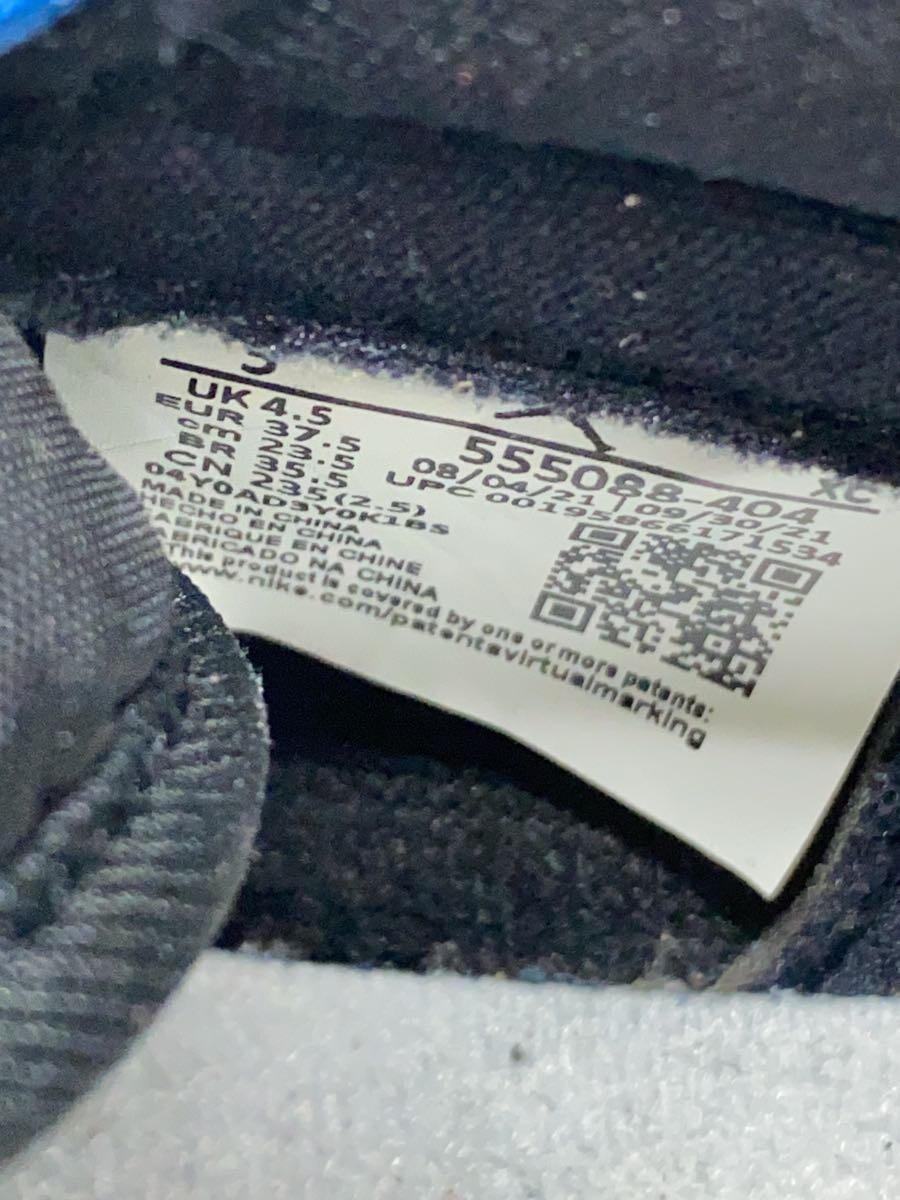 XC
UK 4.5
EUR 37.5
cm 23.5
BR 35.5
CN 235(2.5)
555088-404
08/04/21 | 09/30/21
UPC 00195866171534
04Y0AD3Y0K1BS
MADE IN CHINA
HECHO EN CHINA
FABRIQUE EN CHINE
FABRICADO NA CHINA
This product is covered by one or more patents:
www.nike.com/patentsvirtualmarking